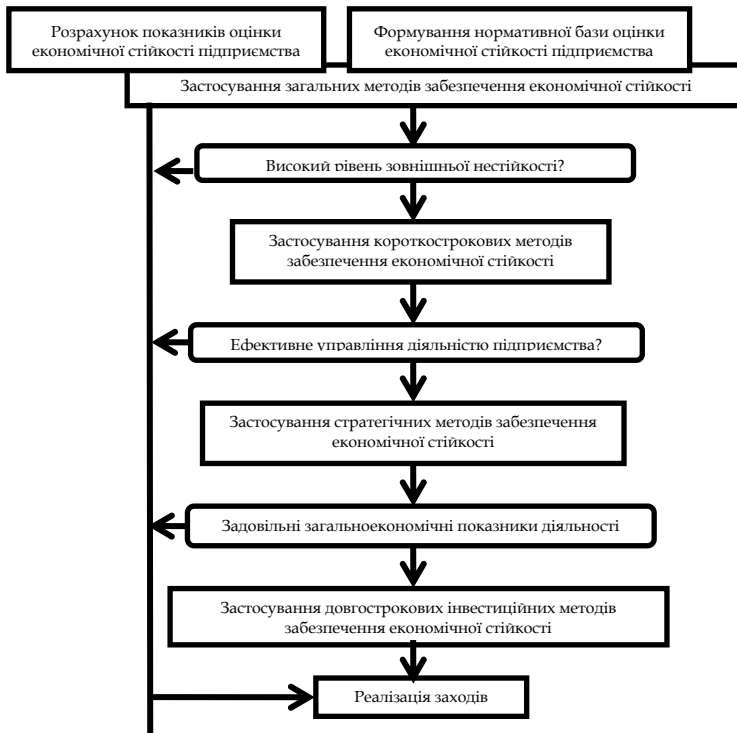 Розрахунок показників оцінки
економічної стійкості підприємства
Формування нормативної бази оцінки
економічної стійкості підприємства
Застосування загальних методів забезпечення економічної стійкості
Високий рівень зовнішньої нестійкості?
Застосування короткострокових методів
забезпечення економічної стійкості
Ефективне управління діяльністю підприємства?
Застосування стратегічних методів забезпечення
економічної стійкості
Задовільні загальноекономічні показники діяльності
Застосування довгострокових інвестиційних методів
забезпечення економічної стійкості
Реалізація заходів